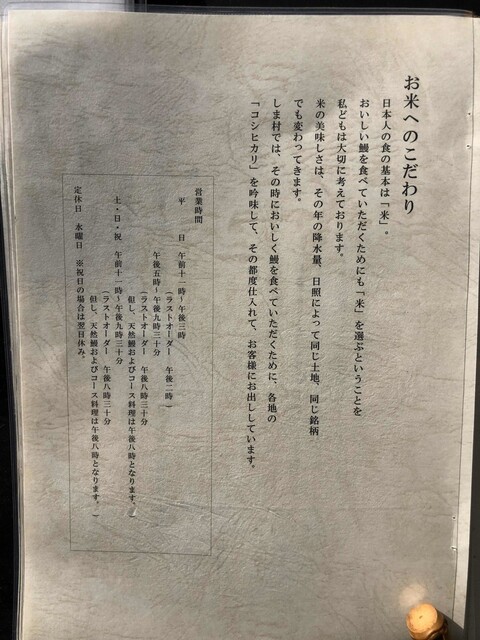 お米へのこだわり
日本人の食の基本は「米」。
おいしい鰻を食べていただくためにも「米」を選ぶということを
私どもは大切に考えております。
米の美味しさは、その年の降水量、日照によって同じ土地、同じ銘柄
でも変わってきます。
しま村では、その時においしく鰻を食べていただくために、各地の
「コシヒカリ」を吟味して、その都度仕入れて、お客様にお出ししています。
営業時間
平　日　午前十一時〜午後三時
（ラストオーダー　午後二時）
午後五時〜午後九時三十分
（ラストオーダー　午後八時三十分
但し、天然鰻およびコース料理は午後八時となります。）
土・日・祝　午前十一時〜午後九時三十分
（ラストオーダー　午後八時三十分
但し、天然鰻およびコース料理は午後八時となります。）
定休日　水曜日　※祝日の場合は翌日休み。